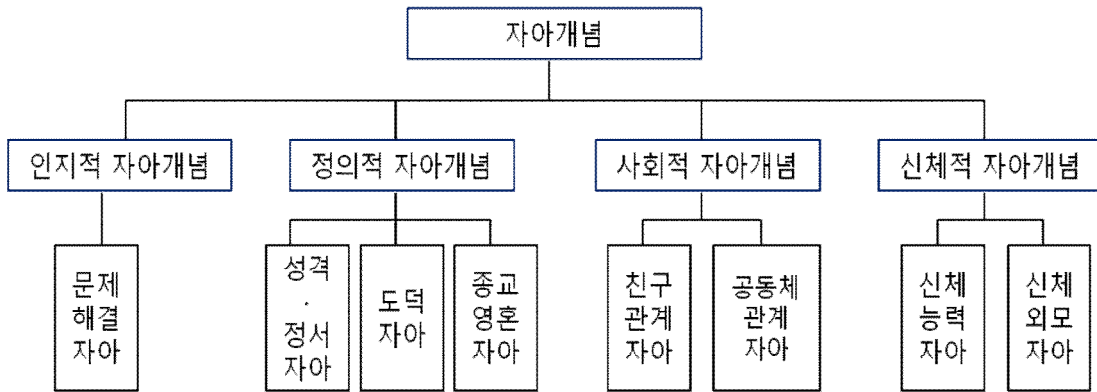 자아개념
인지적 자아개념
정의적 자아개념
사회적 자아개념
신체적 자아개념
문제
해결
자아
성격
·
정서
자아
도덕
자아
종교
영혼
자아
친구
관계
자아
공동체
관계
자아
신체
능력
자아
신체
외모
자아